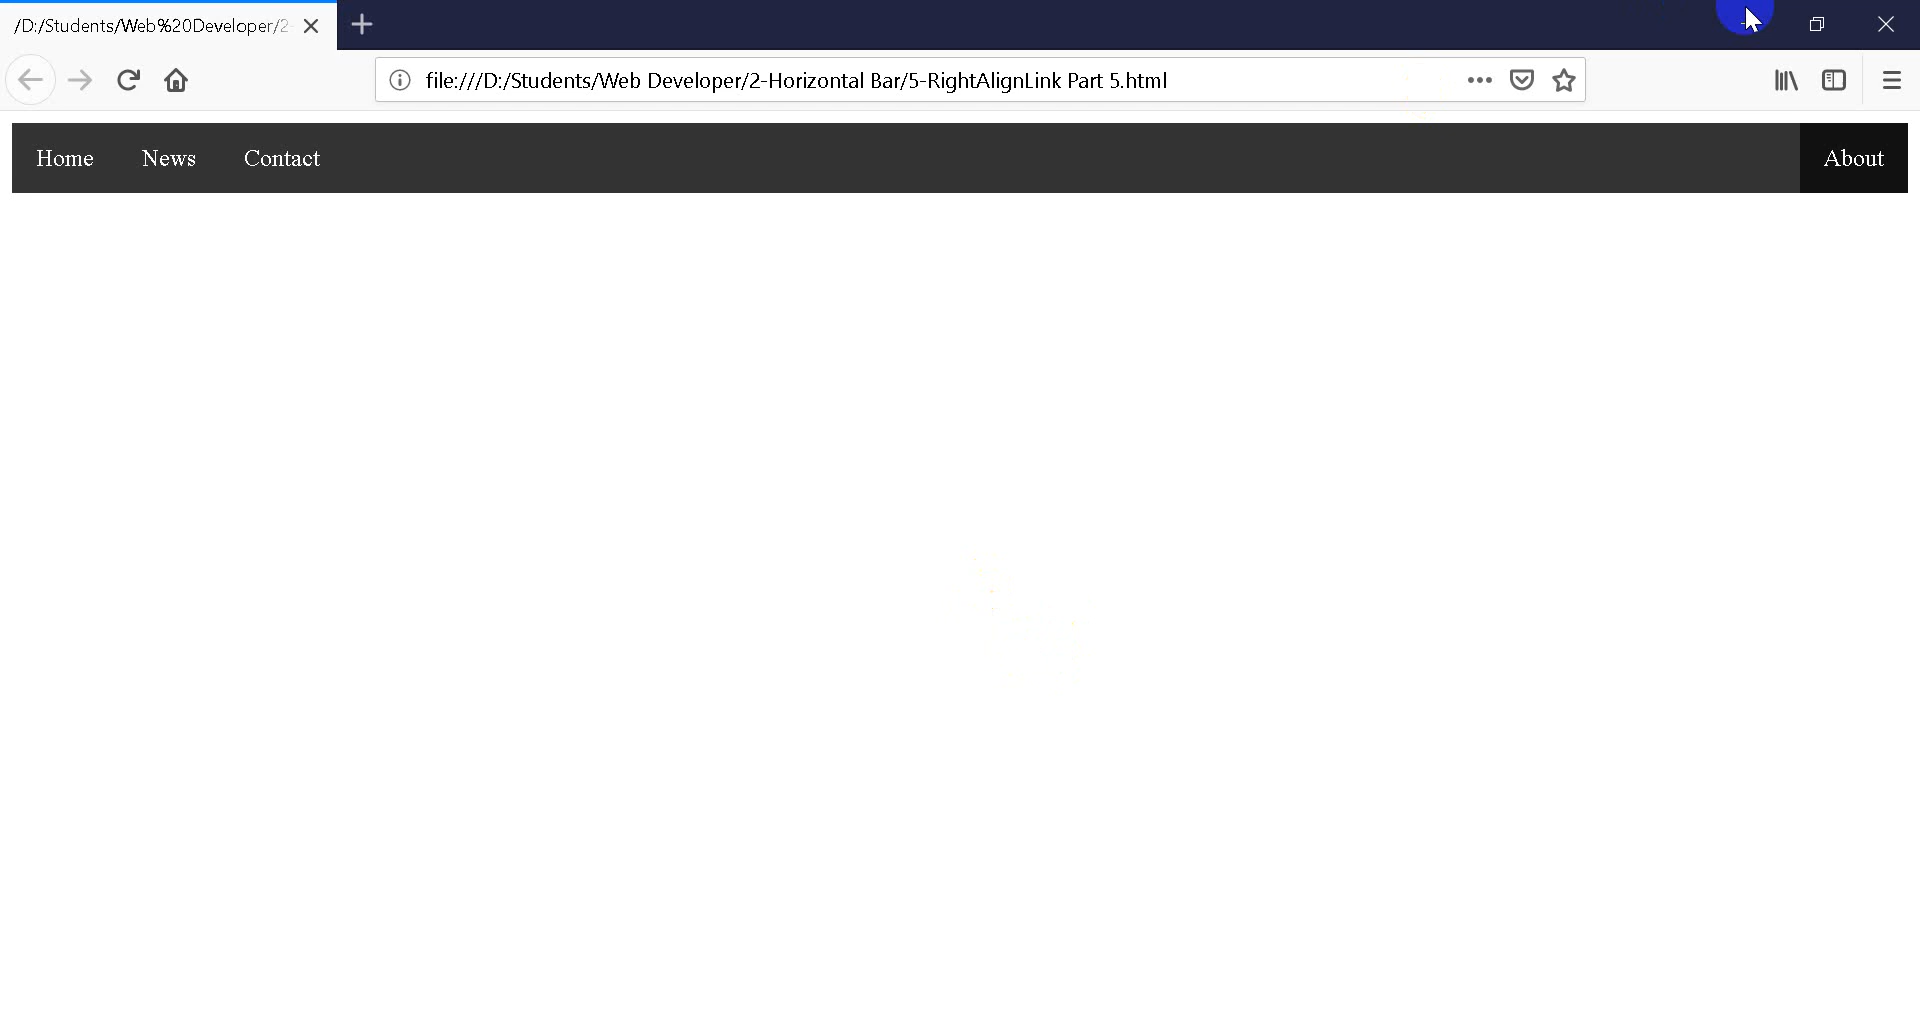 /D:/Students/Web%20Developer/2-
file:///D:/Students/Web Developer/2-Horizontal Bar/5-RightAlignLink Part 5.html
Home News Contact About